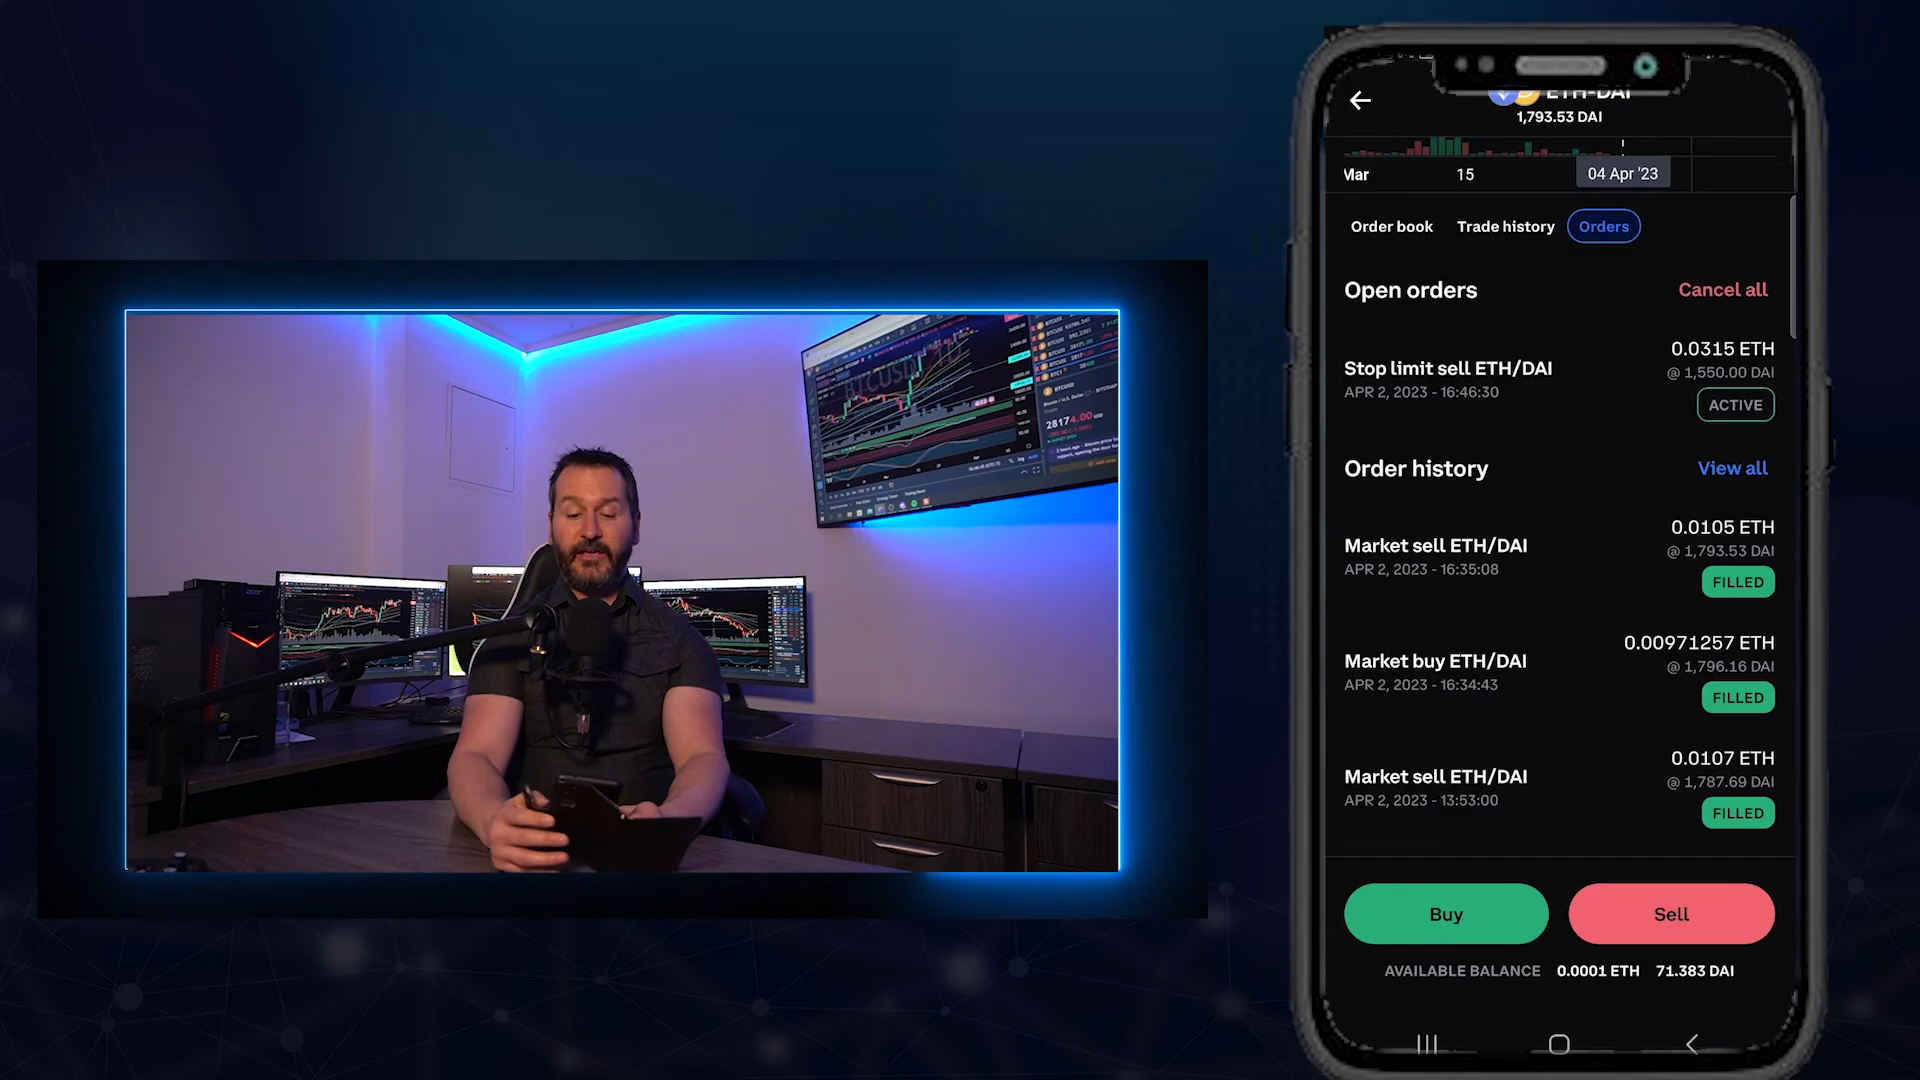 ETH-DAI
1,793.53 DAI
Mar 15 04 Apr '23
Order book Trade history Orders
Open orders Cancel all
Stop limit sell ETH/DAI 0.0315 ETH
APR 2, 2023 - 16:46:30 @ 1,550.00 DAI
ACTIVE
Order history View all
Market sell ETH/DAI 0.0105 ETH
APR 2, 2023 - 16:35:08 @ 1,793.53 DAI
FILLED
Market buy ETH/DAI 0.00971257 ETH
APR 2, 2023 - 16:34:43 @ 1,796.16 DAI
FILLED
Market sell ETH/DAI 0.0107 ETH
APR 2, 2023 - 13:53:00 @ 1,787.69 DAI
FILLED
Buy Sell
AVAILABLE BALANCE 0.0001 ETH 71.383 DAI
BTCUSD
28174.00